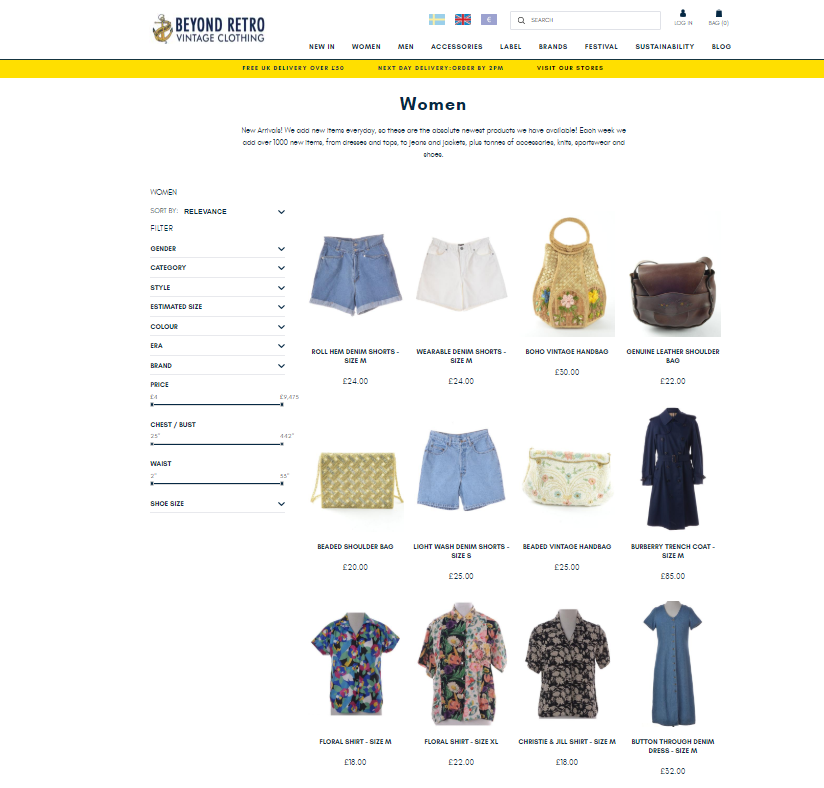 BEYOND RETRO
VINTAGE CLOTHING
€
SEARCH
LOG IN
BAG (0)
NEW IN WOMEN MEN ACCESSORIES LABEL BRANDS FESTIVAL SUSTAINABILITY BLOG
FREE UK DELIVERY OVER £50 NEXT DAY DELIVERY: ORDER BY 2PM VISIT OUR STORES
Women
New Arrivals! We add new items everyday, so these are the absolute newest products we have available! Each week we
add over 1000 new items, from dresses and tops, to jeans and jackets, plus tonnes of accessories, knits, sportswear and
shoes.
WOMEN
SORT BY: RELEVANCE
FILTER
GENDER
CATEGORY
STYLE
ESTIMATED SIZE
COLOUR
ERA
BRAND
PRICE
£4 £9,475
CHEST / BUST
25" 442"
WAIST
2" 55"
SHOE SIZE
ROLL HEM DENIM SHORTS -
SIZE M
£24.00
WEARABLE DENIM SHORTS -
SIZE M
£24.00
BOHO VINTAGE HANDBAG
£30.00
GENUINE LEATHER SHOULDER
BAG
£22.00
BEADED SHOULDER BAG
£20.00
LIGHT WASH DENIM SHORTS -
SIZE S
£25.00
BEADED VINTAGE HANDBAG
£25.00
BURBERRY TRENCH COAT -
SIZE M
£85.00
FLORAL SHIRT - SIZE M
£18.00
FLORAL SHIRT - SIZE XL
£22.00
CHRISTIE & JILL SHIRT - SIZE M
£18.00
BUTTON THROUGH DENIM
DRESS - SIZE M
£32.00